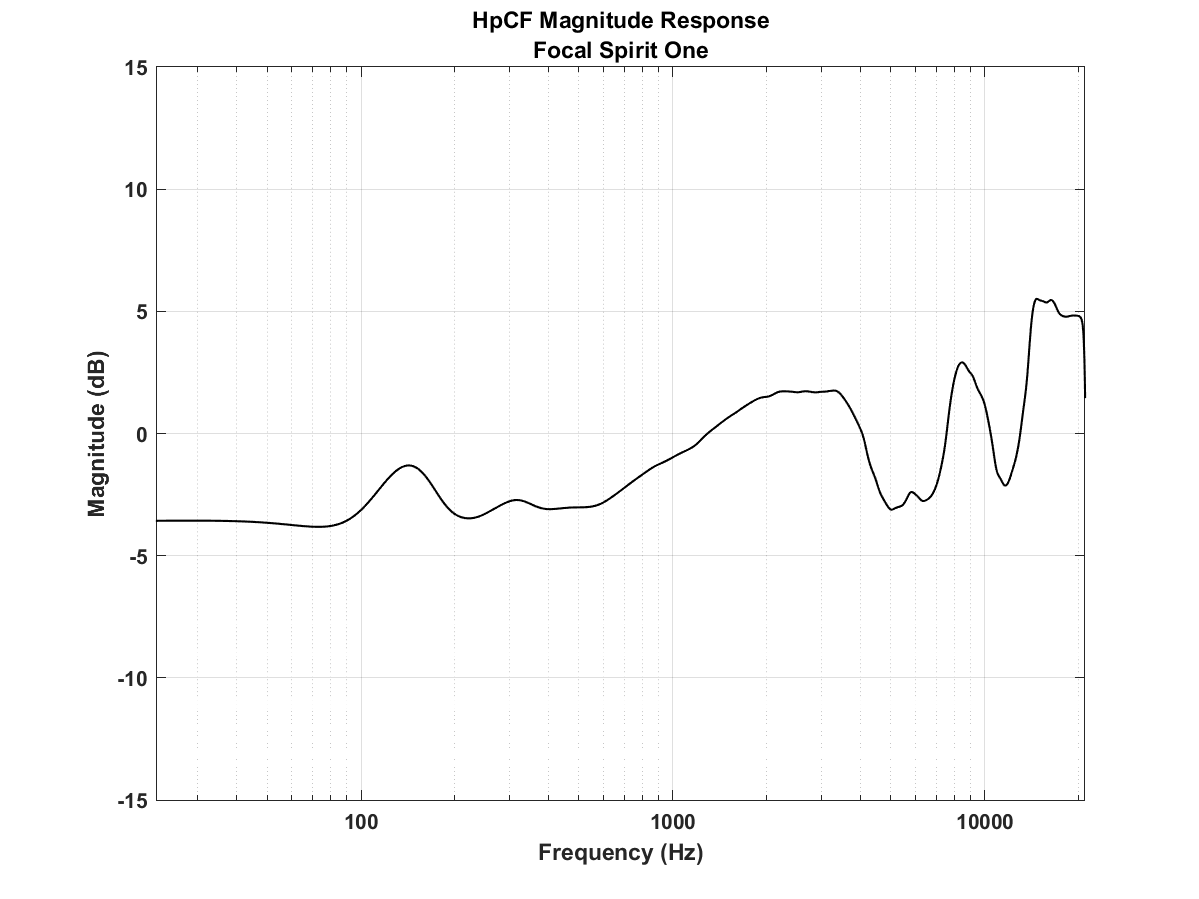 HpCF Magnitude Response
Focal Spirit One
15
10
5
0
-5
-10
-15
Magnitude (dB)
100
1000
10000
Frequency (Hz)